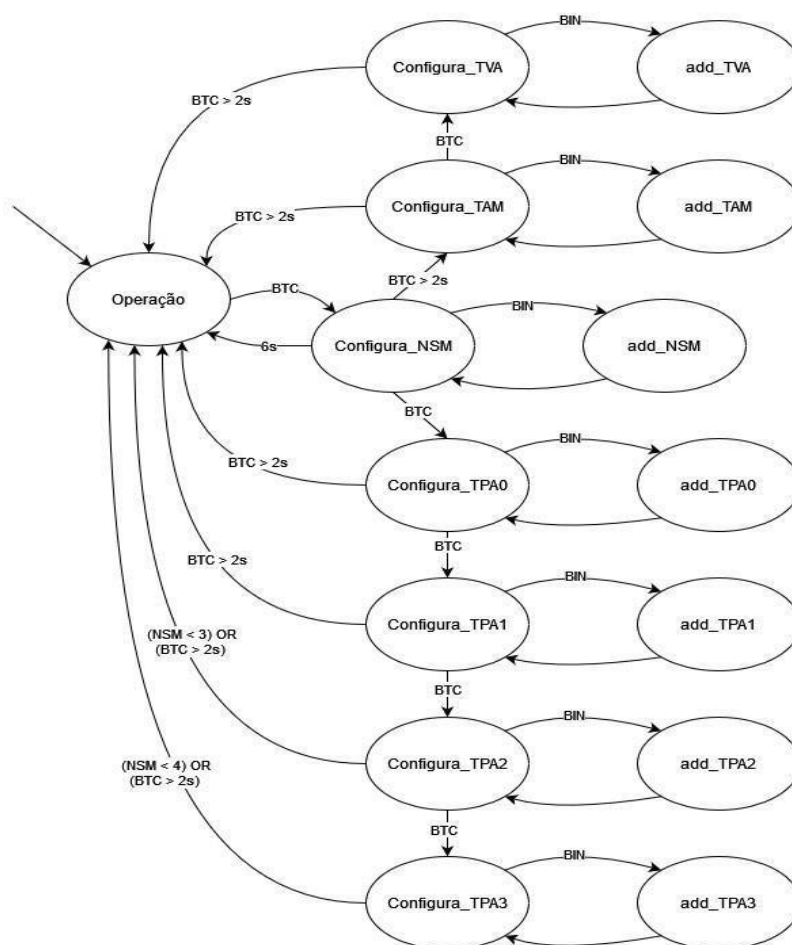 BIN
Configura_TVA
add_TVA
BTC > 2s
BTC
BIN
Configura_TAM
add_TAM
BTC > 2s
BTC > 2s
Operação
BTC
BIN
Configura_NSM
add_NSM
6s
BTC
BIN
BTC > 2s
Configura_TPA0
add_TPA0
BTC
BTC > 2s
BIN
Configura_TPA1
add_TPA1
(NSM < 3) OR
(BTC > 2s)
BTC
BIN
Configura_TPA2
add_TPA2
(NSM < 4) OR
(BTC > 2s)
BTC
BIN
Configura_TPA3
add_TPA3